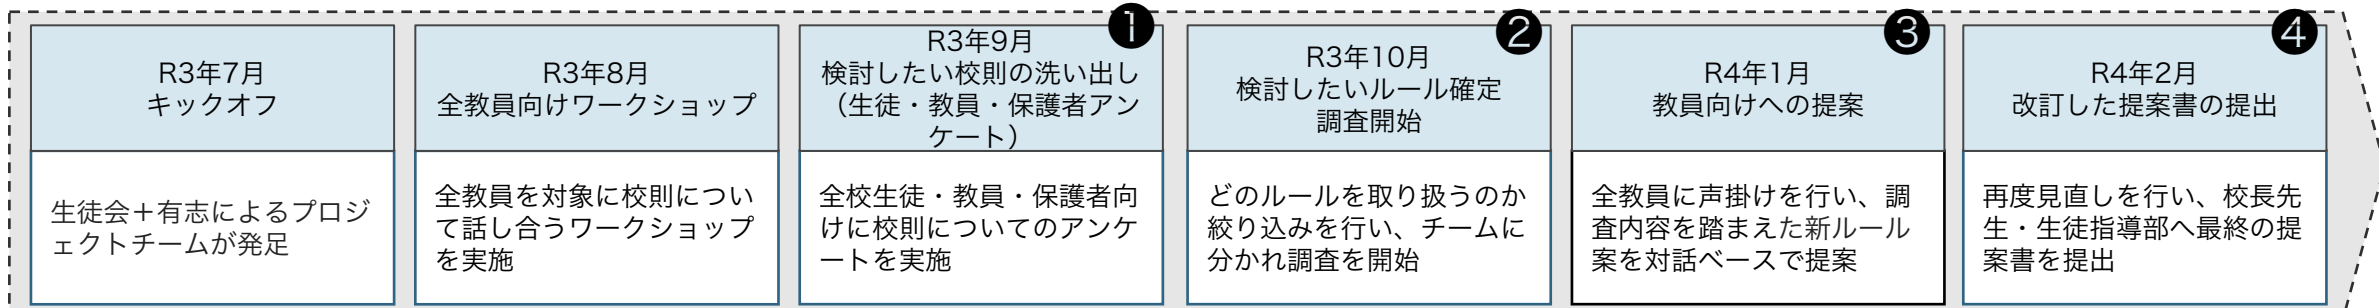 R3年7月
キックオフ
生徒会+有志によるプロジ
ェクトチームが発足
R3年8月
全教員向けワークショップ
全教員を対象に校則につい
て話し合うワークショップ
を実施
❶
R3年9月
検討したい校則の洗い出し
(生徒・教員・保護者アン
ケート)
全校生徒・教員・保護者向
けに校則についてのアンケ
ートを実施
❷
R3年10月
検討したいルール確定
調査開始
どのルールを取り扱うのか
絞り込みを行い、チームに
分かれ調査を開始
❸
R4年1月
教員向けへの提案
全教員に声掛けを行い、調
査内容を踏まえた新ルール
案を対話ベースで提案
❹
R4年2月
改訂した提案書の提出
再度見直しを行い、校長先
生・生徒指導部へ最終の提
案書を提出